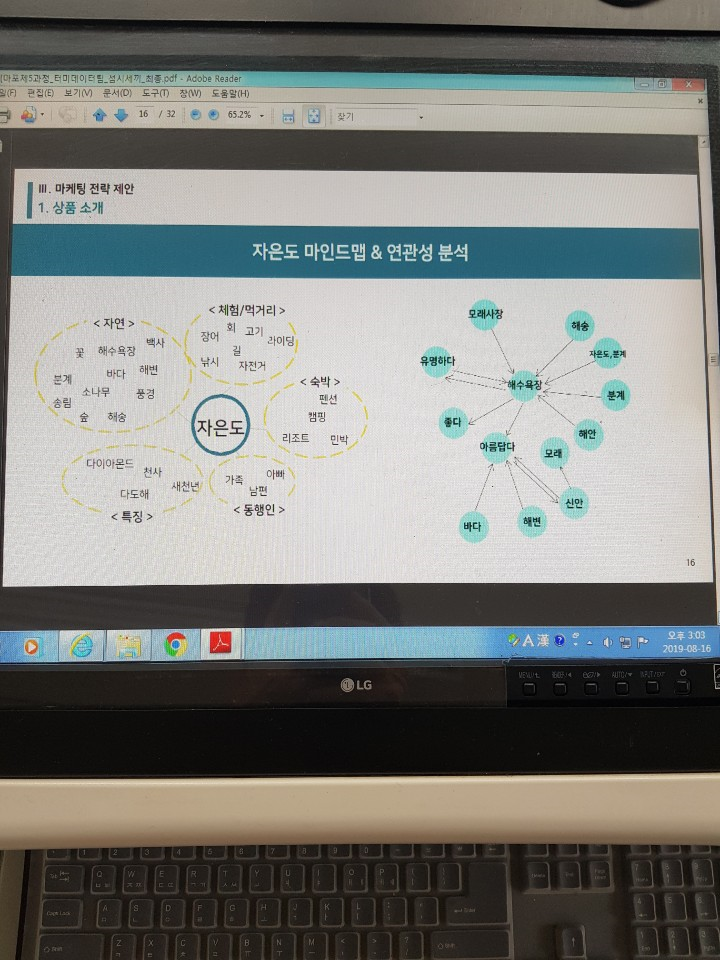 (마포제5과정_터미데이터팀_섬시세끼_최종.pdf - Adobe Reader
편집(E) 보기(V) 문서(D) 도구(T) 창(W) 도움말(H)
16 / 32 65.2% 찾기
III. 마케팅 전략 제안
1. 상품 소개
자은도 마인드맵 & 연관성 분석
< 자연 >
꽃 해수욕장 백사
분계 바다 해변
송림 소나무 풍경
숲 해송
< 체험/먹거리 >
장어 회 고기
길 라이딩
낚시 자전거
< 숙박 >
펜션
캠핑
리조트 민박
자은도
다이아몬드
천사
다도해 새천년
< 특징 >
가족 아빠
남편
< 동행인 >
모래사장
해송
유명하다
자은도,분계
해수욕장
분계
좋다
해안
아름답다
모래
신안
바다
해변
16
A 漢
오후 3:03
2019-08-16
LG
MENU
AUTO
INPUT
Q W E R T Y U I O P
A S D F G H J K L
Z X C V B N M